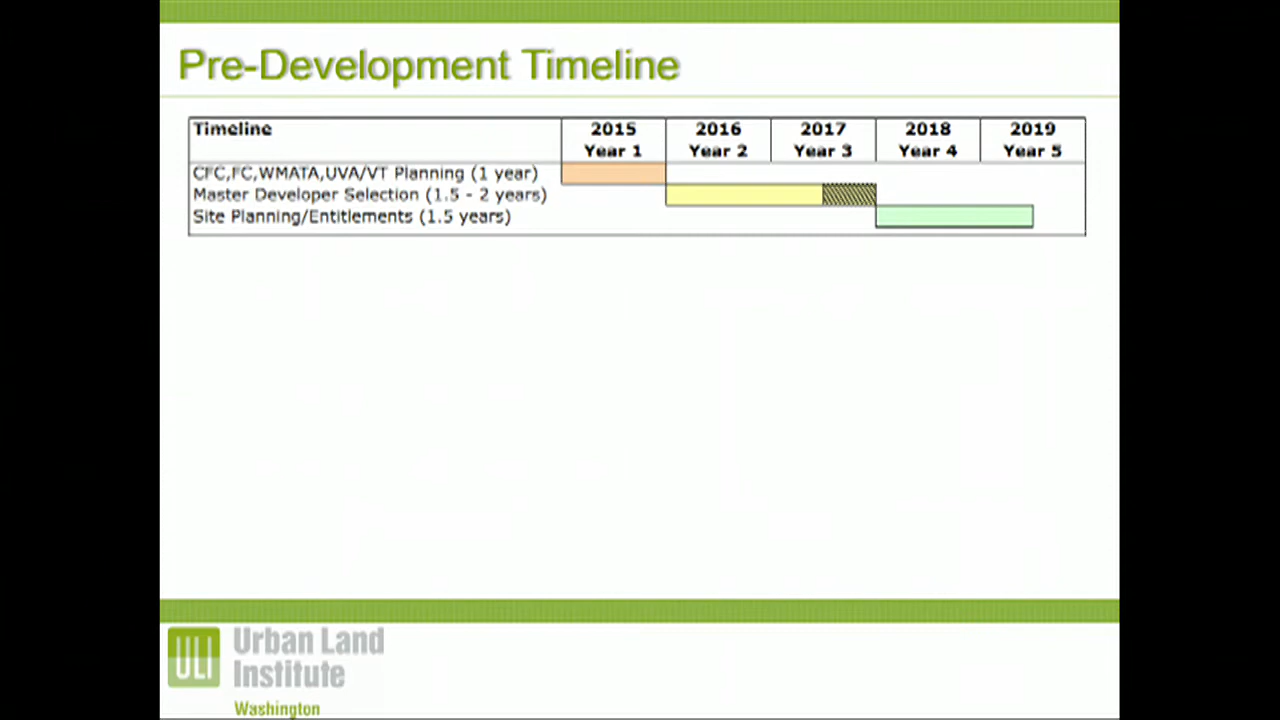 Pre-Development Timeline
Timeline 2015 2016 2017 2018 2019
Year 1 Year 2 Year 3 Year 4 Year 5
CFC,FC,WMATA,UVA/VT Planning (1 year)
Master Developer Selection (1.5 - 2 years)
Site Planning/Entitlements (1.5 years)
ULI Urban Land
Institute
Washington